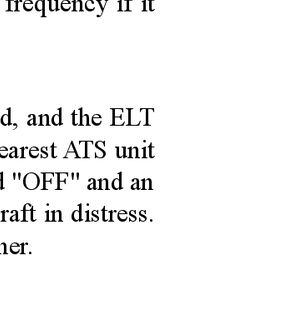 frequency if it
d, and the ELT
earest ATS unit
"OFF" and an
raft in distress.
ner.